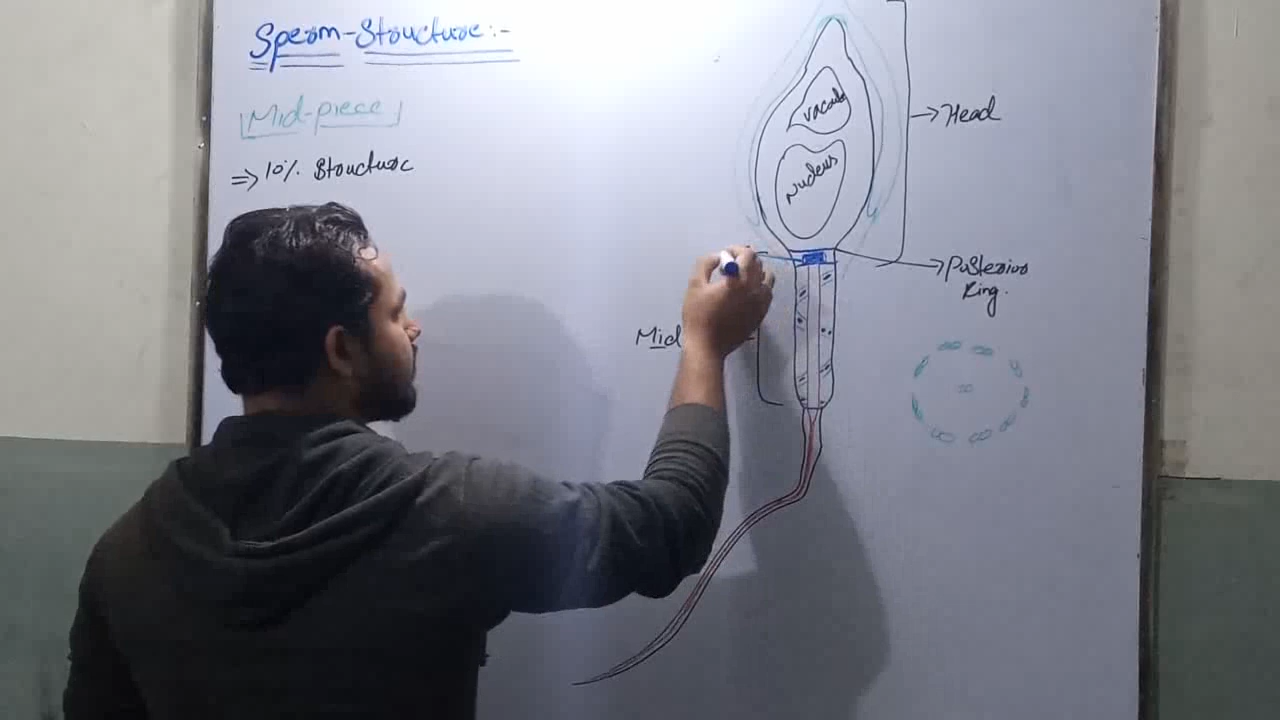 Sperm-Structure:-
Mid-piece
⇒ 10% Structure
Vacuole
Nucleus
→Head
→Posterior
Ring.
Mid